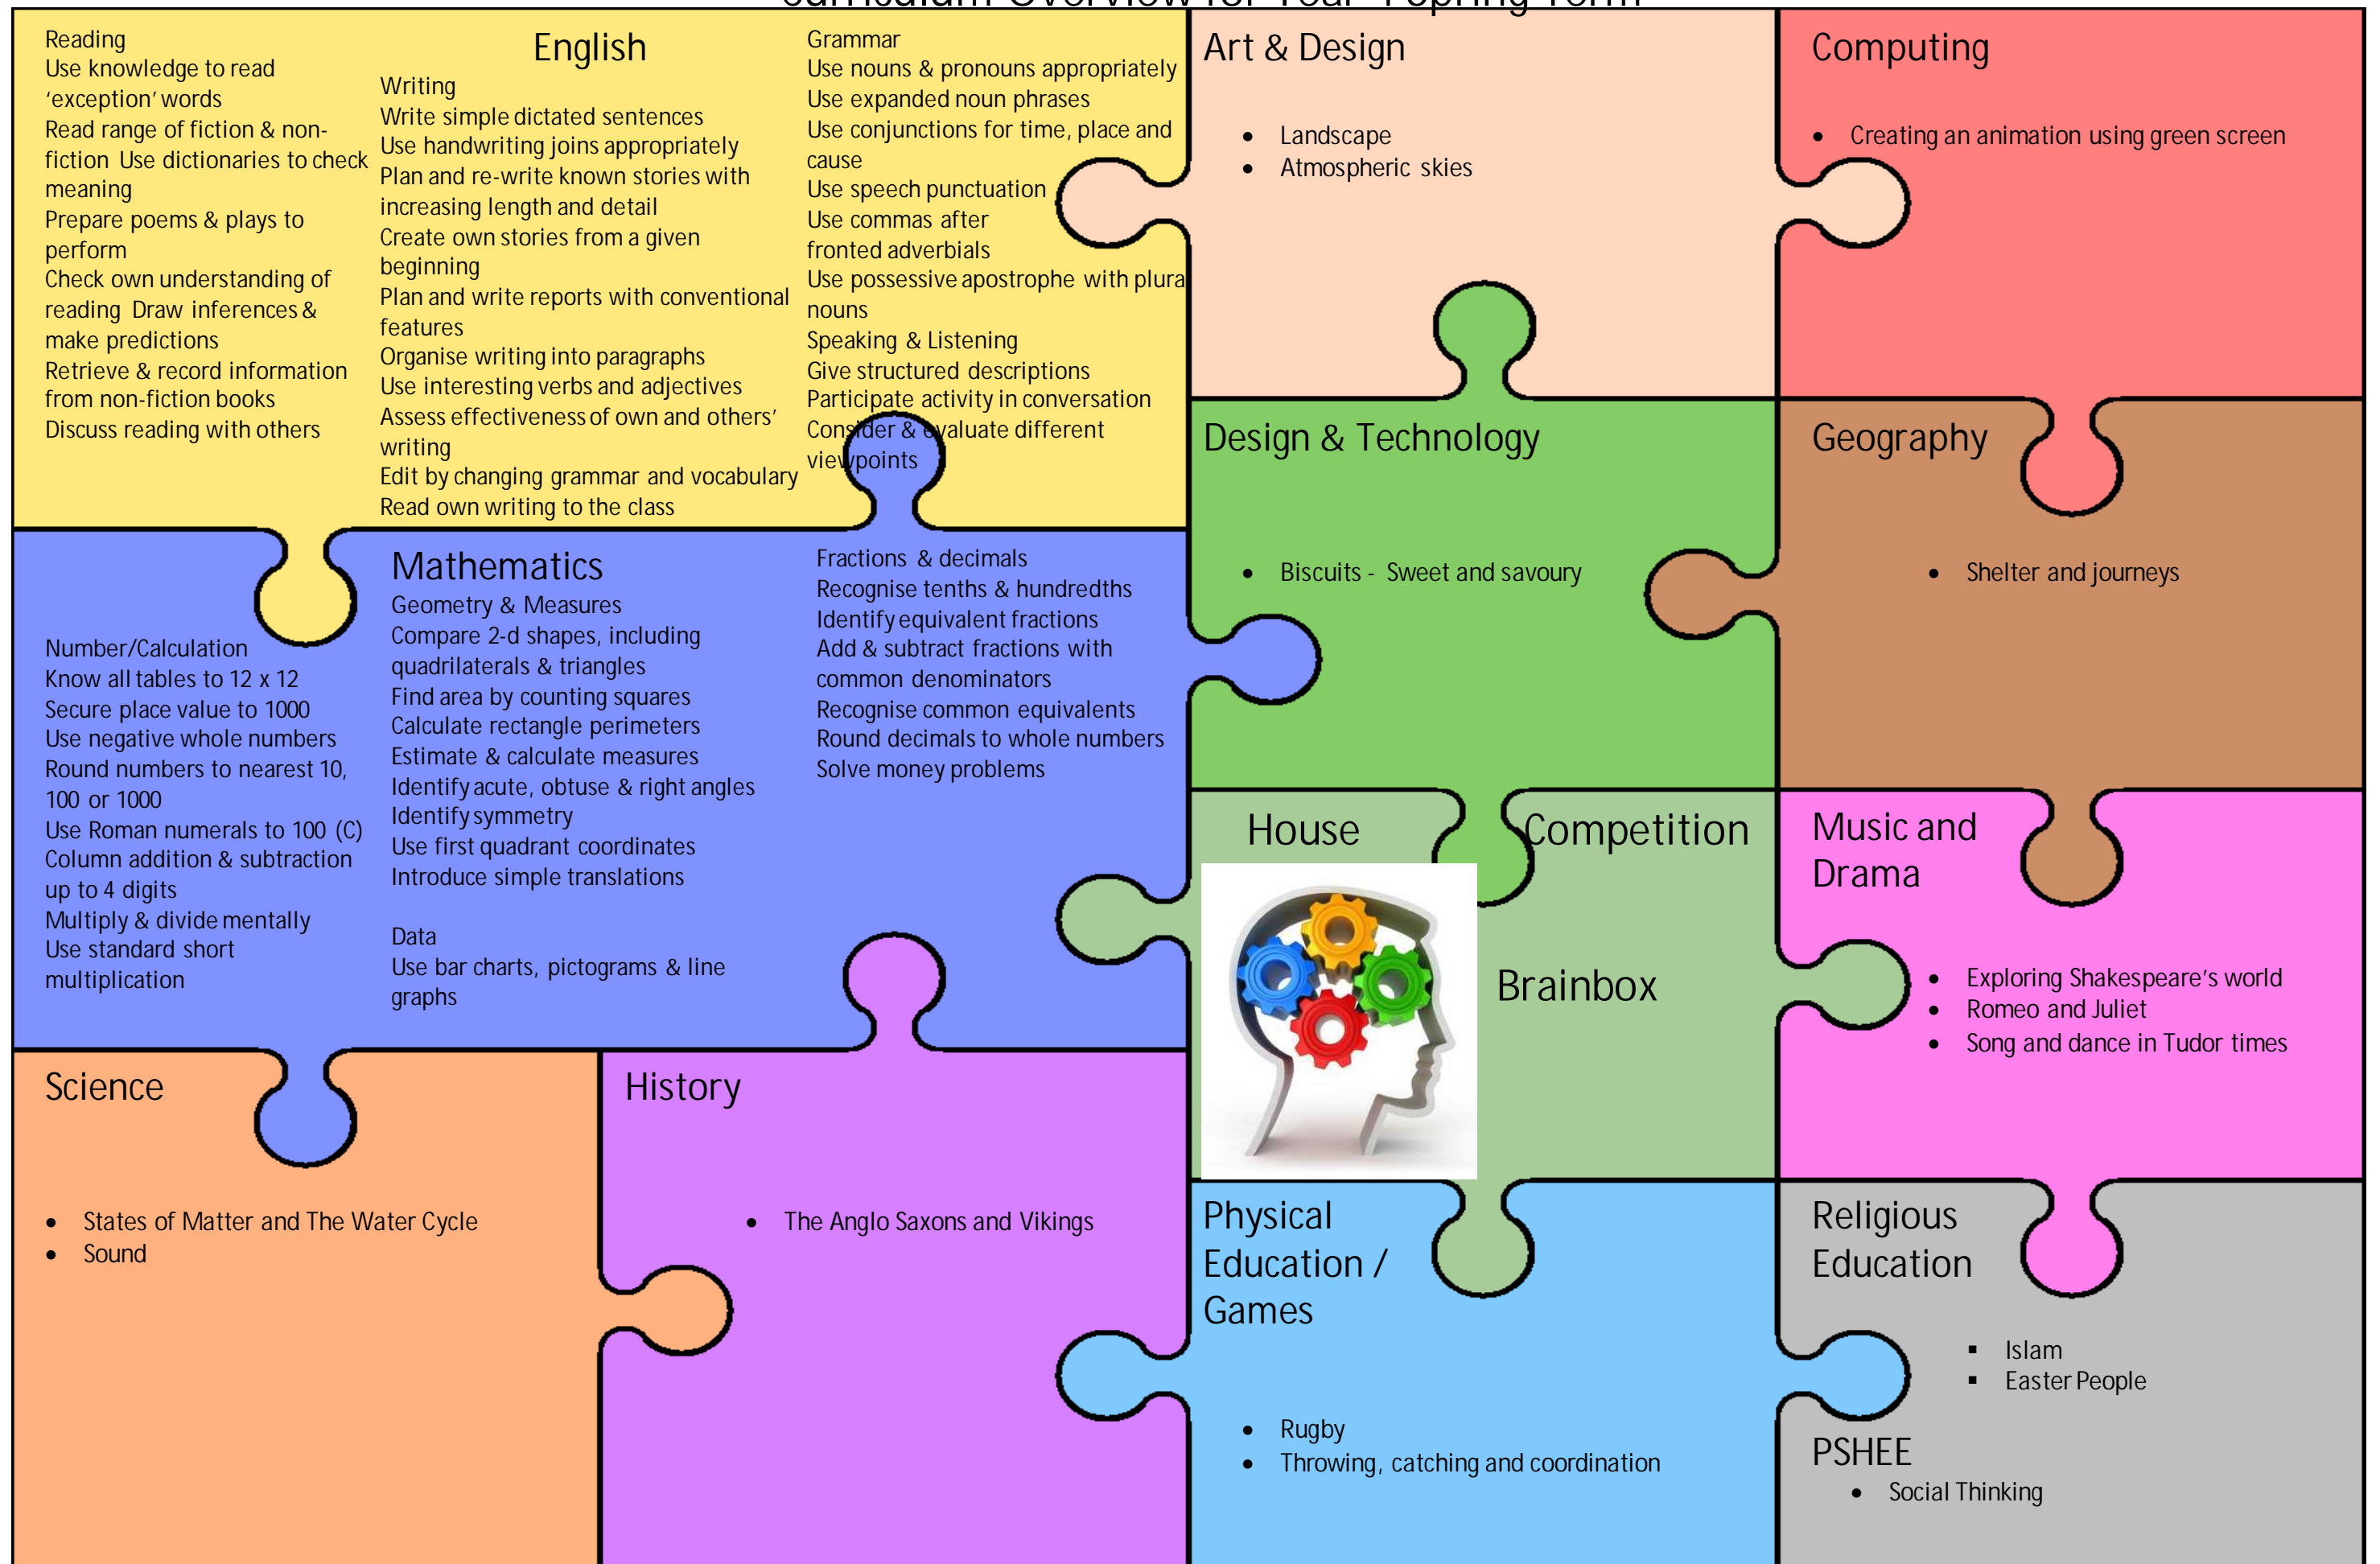 Curriculum Overview for Year 4 Spring Term
Reading
Use knowledge to read
‘exception’ words
Read range of fiction & non-
fiction Use dictionaries to check
meaning
Prepare poems & plays to
perform
Check own understanding of
reading Draw inferences &
make predictions
Retrieve & record information
from non-fiction books
Discuss reading with others
English
Writing
Write simple dictated sentences
Use handwriting joins appropriately
Plan and re-write known stories with
increasing length and detail
Create own stories from a given
beginning
Plan and write reports with conventional
features
Organise writing into paragraphs
Use interesting verbs and adjectives
Assess effectiveness of own and others’
writing
Edit by changing grammar and vocabulary
Read own writing to the class
Grammar
Use nouns & pronouns appropriately
Use expanded noun phrases
Use conjunctions for time, place and
cause
Use speech punctuation
Use commas after
fronted adverbials
Use possessive apostrophe with plura
nouns
Speaking & Listening
Give structured descriptions
Participate activity in conversation
Consider & evaluate different
viewpoints
Art & Design
• Landscape
• Atmospheric skies
Computing
• Creating an animation using green screen
Design & Technology
• Biscuits - Sweet and savoury
Geography
• Shelter and journeys
Number/Calculation
Know all tables to 12 x 12
Secure place value to 1000
Use negative whole numbers
Round numbers to nearest 10,
100 or 1000
Use Roman numerals to 100 (C)
Column addition & subtraction
up to 4 digits
Multiply & divide mentally
Use standard short
multiplication
Mathematics
Geometry & Measures
Compare 2-d shapes, including
quadrilaterals & triangles
Find area by counting squares
Calculate rectangle perimeters
Estimate & calculate measures
Identify acute, obtuse & right angles
Identify symmetry
Use first quadrant coordinates
Introduce simple translations
Data
Use bar charts, pictograms & line
graphs
Fractions & decimals
Recognise tenths & hundredths
Identify equivalent fractions
Add & subtract fractions with
common denominators
Recognise common equivalents
Round decimals to whole numbers
Solve money problems
House Competition
Brainbox
Music and
Drama
• Exploring Shakespeare’s world
• Romeo and Juliet
• Song and dance in Tudor times
Science
• States of Matter and The Water Cycle
• Sound
History
• The Anglo Saxons and Vikings
Physical
Education /
Games
• Rugby
• Throwing, catching and coordination
Religious
Education
▪ Islam
▪ Easter People
PSHEE
• Social Thinking